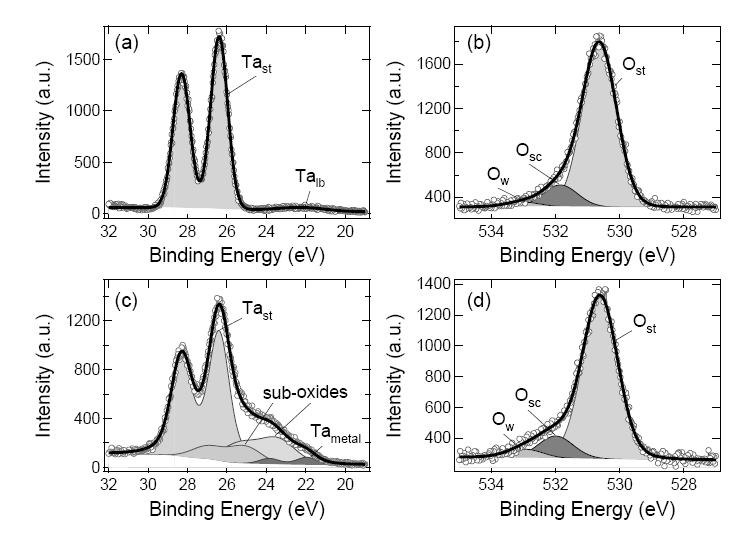 (a)
Ta_st
Ta_lb
1500
1000
500
0
32 30 28 26 24 22 20
Intensity (a.u.)
Binding Energy (eV)
(b)
O_st
O_sc
O_w
1600
1200
800
400
534 532 530 528
Intensity (a.u.)
Binding Energy (eV)
(c)
Ta_st
sub-oxides
Ta_metal
1200
800
400
0
32 30 28 26 24 22 20
Intensity (a.u.)
Binding Energy (eV)
(d)
O_st
O_sc
O_w
1400
1200
1000
800
600
400
534 532 530 528
Intensity (a.u.)
Binding Energy (eV)